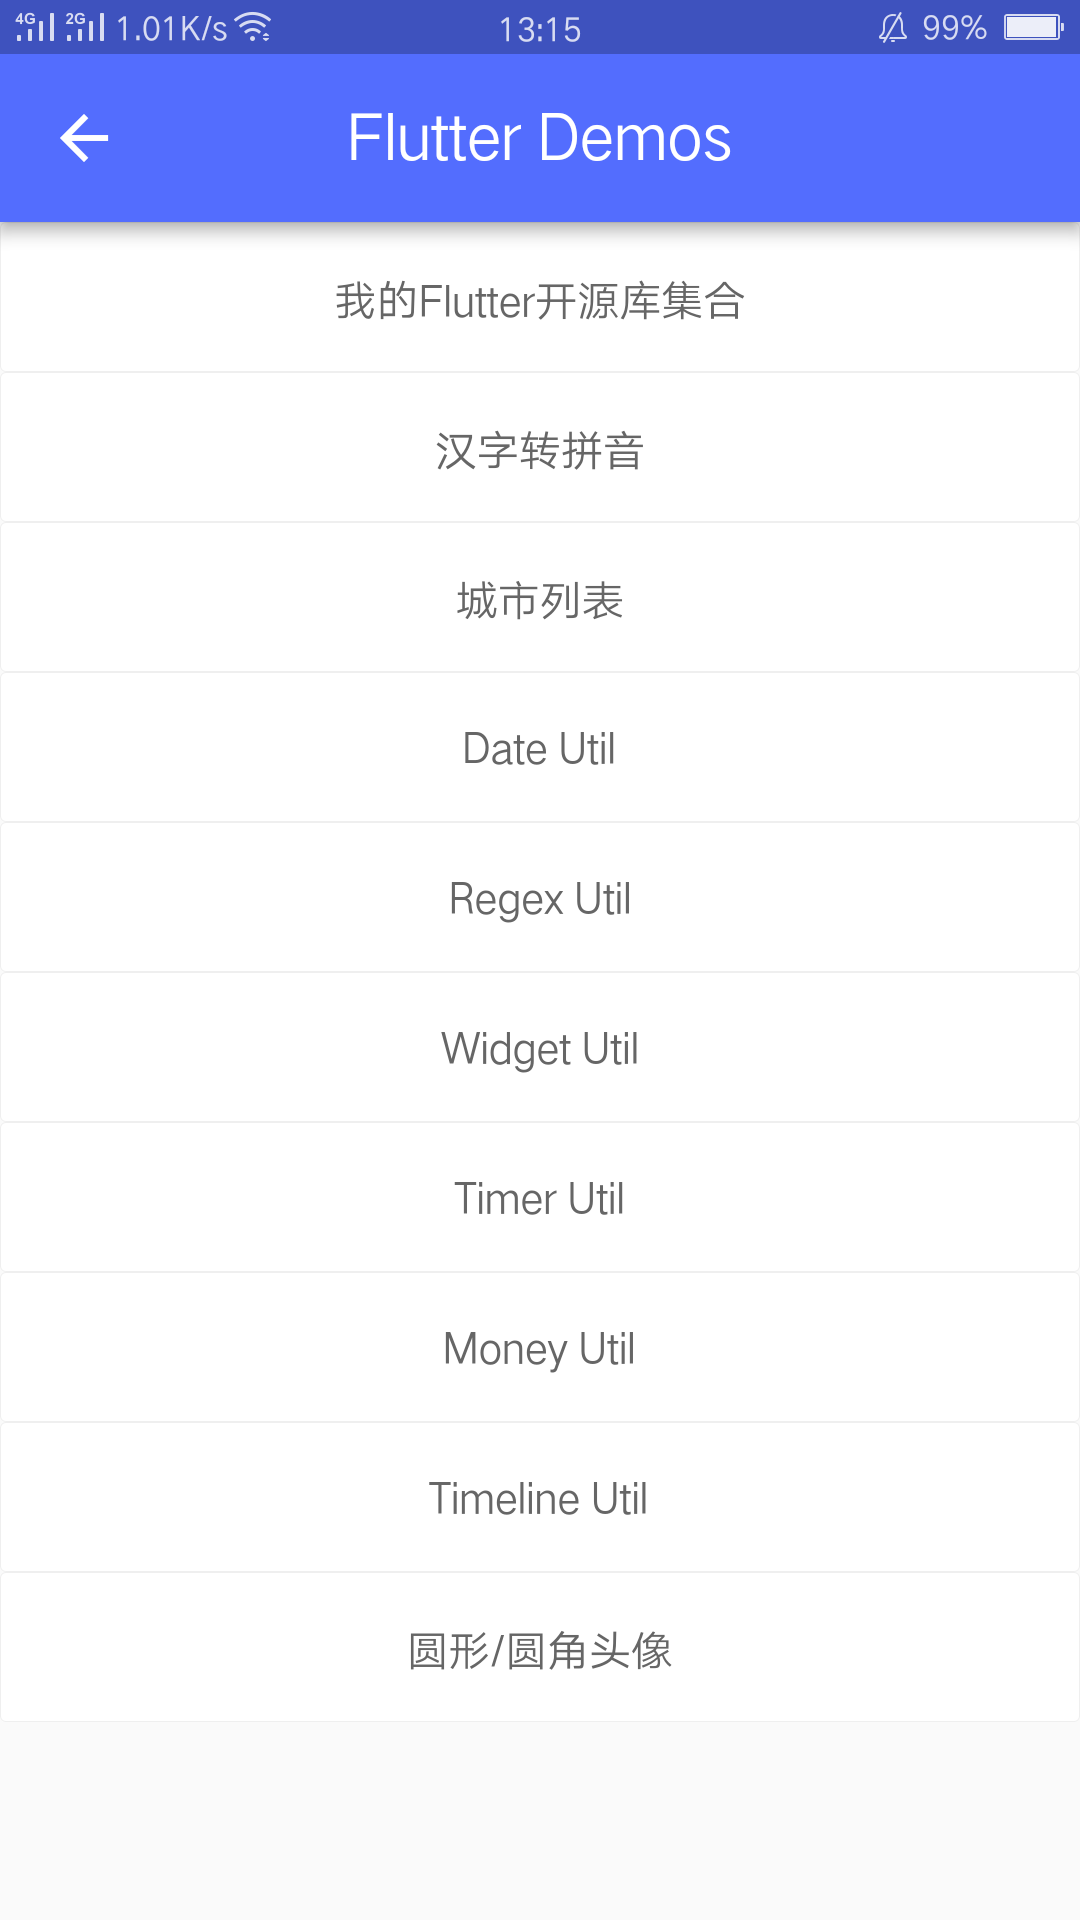 4G 2G 1.01K/s 13:15 99%
Flutter Demos
我的Flutter开源库集合
汉字转拼音
城市列表
Date Util
Regex Util
Widget Util
Timer Util
Money Util
Timeline Util
圆形/圆角头像